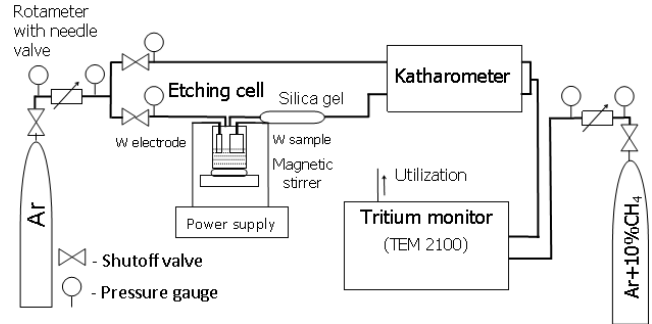 Rotameter
with needle
valve
Etching cell
Silica gel
Katharometer
W electrode
W sample
Magnetic
stirrer
Power supply
Utilization
Tritium monitor
(TEM 2100)
Ar
Ar+10%CH₄
- Shutoff valve
- Pressure gauge